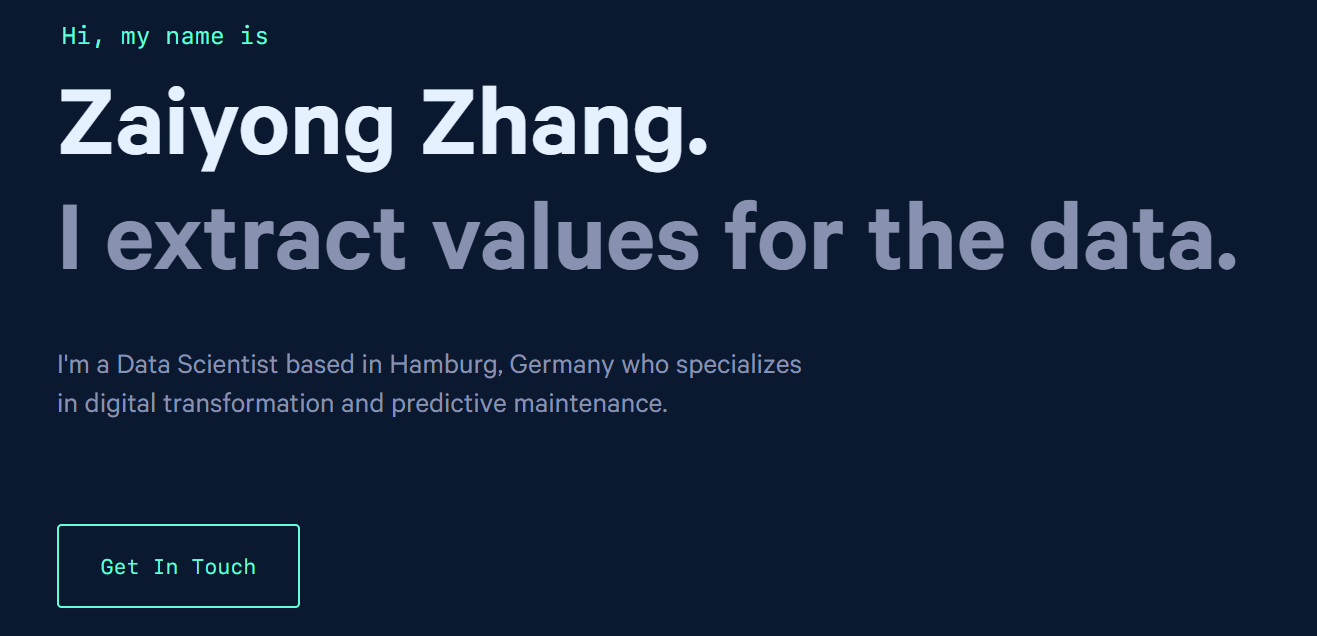 Hi, my name is
Zaiyong Zhang.
I extract values for the data.
I'm a Data Scientist based in Hamburg, Germany who specializes
in digital transformation and predictive maintenance.
Get In Touch